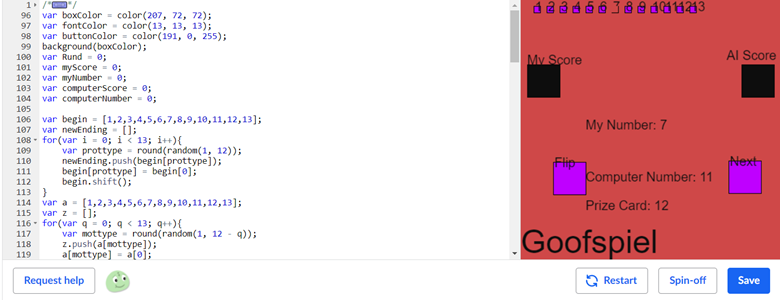 1 /*
96 var boxColor = color(207, 72, 72);
97 var fontColor = color(13, 13, 13);
98 var buttonColor = color(191, 0, 255);
99 background(boxColor);
100 var Rund = 0;
101 var myScore = 0;
102 var myNumber = 0;
103 var computerScore = 0;
104 var computerNumber = 0;
105
106 var begin = [1,2,3,4,5,6,7,8,9,10,11,12,13];
107 var newEnding = [];
108 for(var i = 0; i < 13; i++){
109 var prottype = round(random(1, 12));
110 newEnding.push(begin[prottype]);
111 begin[prottype] = begin[0];
112 begin.shift();
113 }
114 var a = [1,2,3,4,5,6,7,8,9,10,11,12,13];
115 var z = [];
116 for(var q = 0; q < 13; q++){
117 var mottype = round(random(1, 12 - q));
118 z.push(a[mottype]);
119 a[mottype] = a[0];
1 2 3 4 5 6 7 8 9 10 11 12 13
My Score
AI Score
My Number: 7
Flip
Next
Computer Number: 11
Prize Card: 12
Goofspiel
Request help
Restart
Spin-off
Save